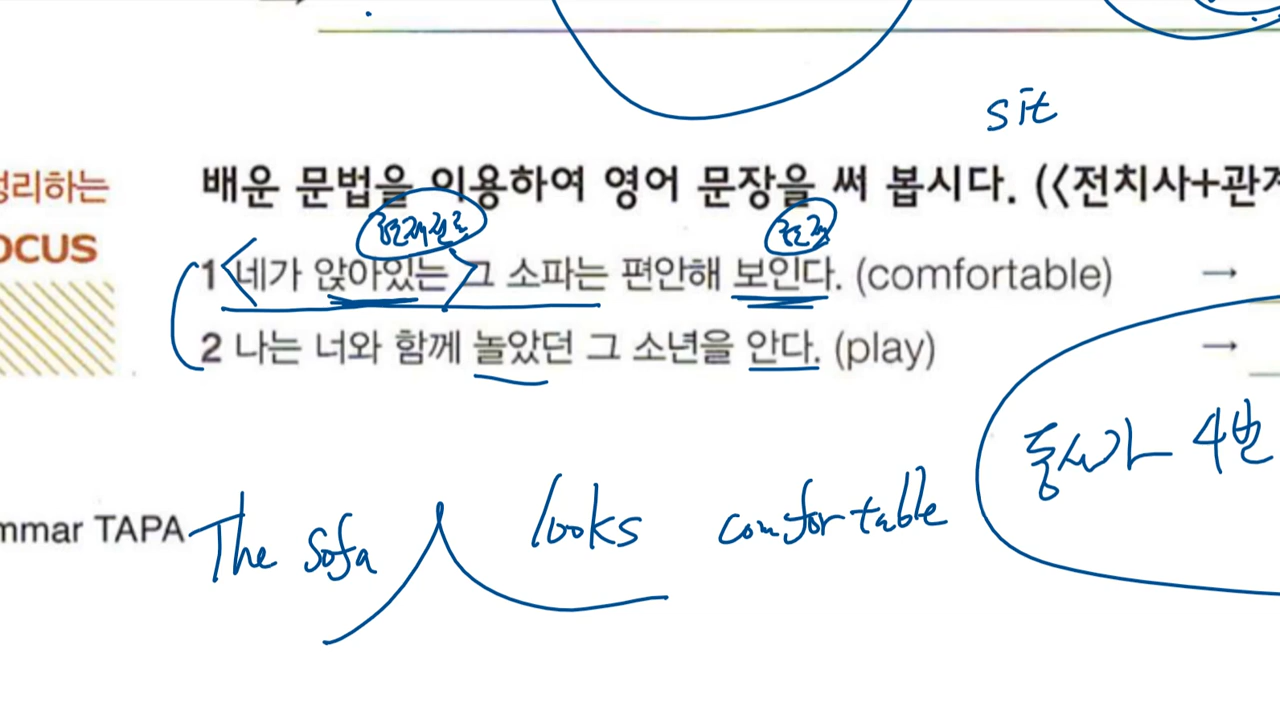 sit
정리하는
배운 문법을 이용하여 영어 문장을 써 봅시다. (<전치사+관계
OCUS
현재
1 네가 앉아있는 그 소파는 편안해 보인다. (comfortable) →
2 나는 너와 함께 놀았던 그 소년을 안다. (play) →
동사가 4번
mmar TAPA
The sofa looks comfortable